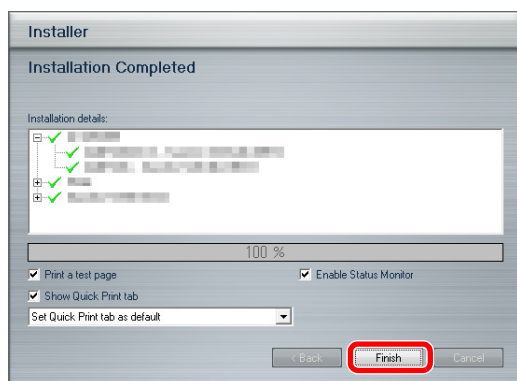 Installer
Installation Completed
Installation details:
100 %
Print a test page
Enable Status Monitor
Show Quick Print tab
Set Quick Print tab as default
< Back
Finish
Cancel